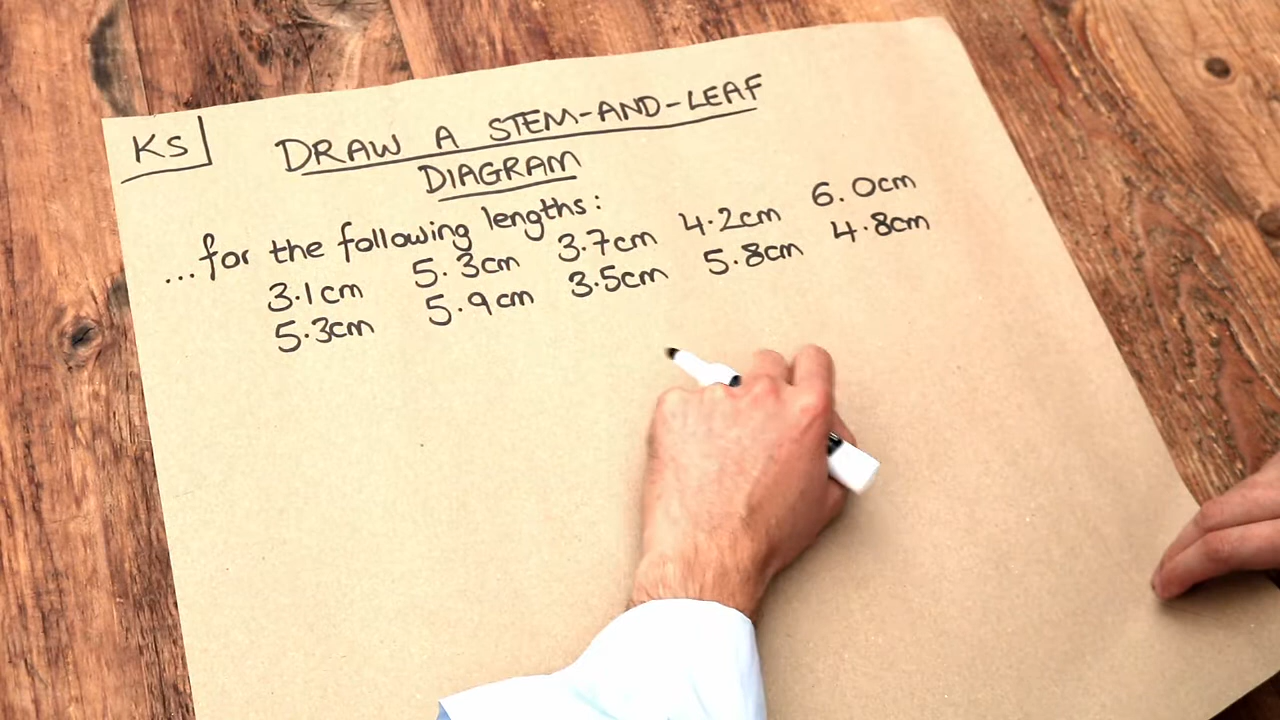 KS
DRAW A STEM-AND-LEAF
DIAGRAM
...for the following lengths:
3.1cm 5.3cm 3.7cm 4.2cm 6.0cm
5.3cm 5.9cm 3.5cm 5.8cm 4.8cm